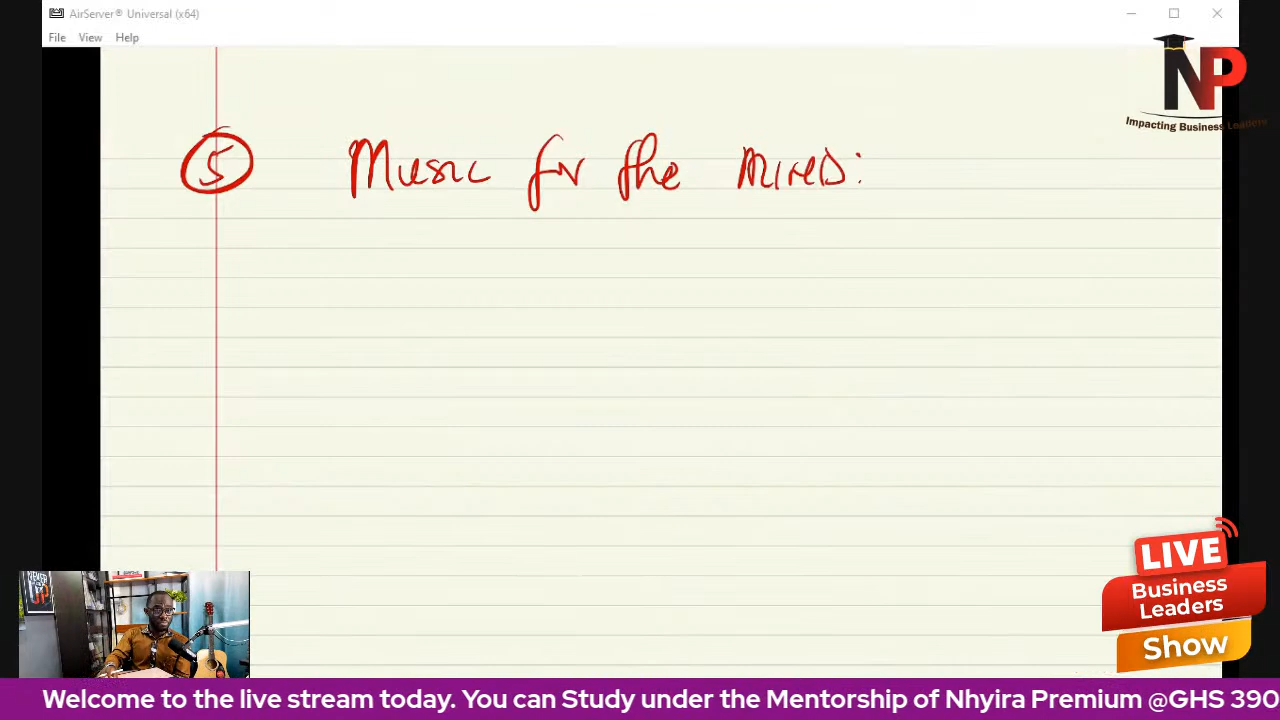 AirServer® Universal (x64)
File View Help
NP
Impacting Business Leaders
5 Music for the MIND:
LIVE
Business
Leaders
Show
Welcome to the live stream today. You can Study under the Mentorship of Nhyira Premium @GHS 390